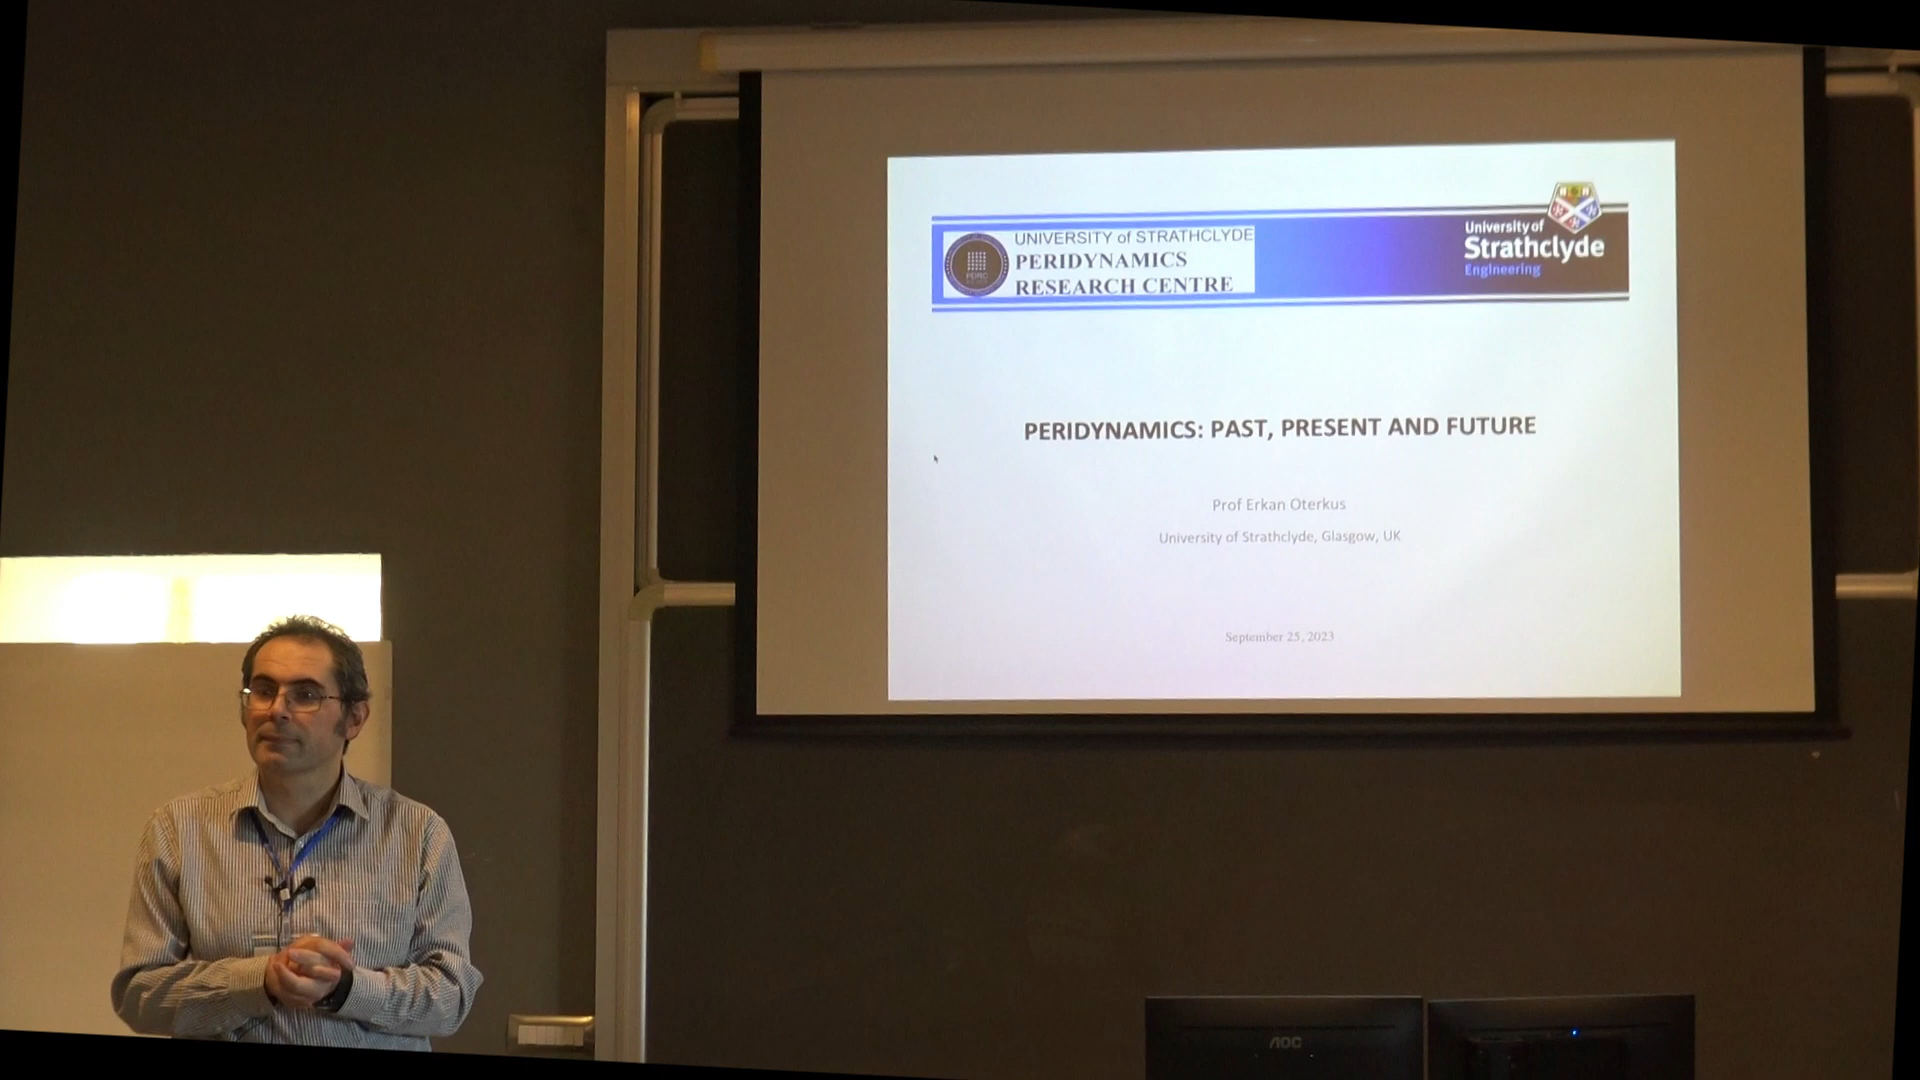 UNIVERSITY of STRATHCLYDE
PERIDYNAMICS
RESEARCH CENTRE
PDRC
University of
Strathclyde
Engineering
PERIDYNAMICS: PAST, PRESENT AND FUTURE
Prof Erkan Oterkus
University of Strathclyde, Glasgow, UK
September 25, 2023
AOC